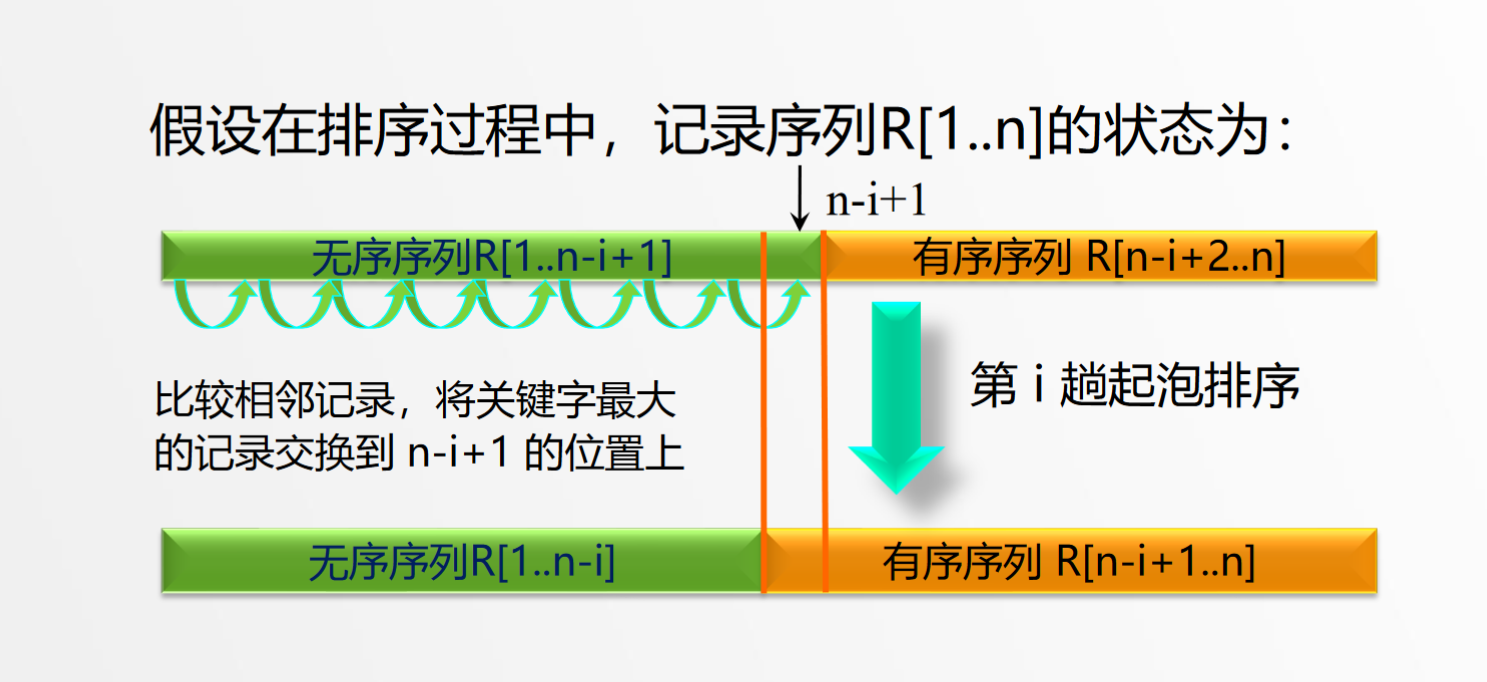 假设在排序过程中，记录序列R[1..n]的状态为：
n-i+1
无序序列R[1..n-i+1]
有序序列 R[n-i+2..n]
第 i 趟起泡排序
比较相邻记录，将关键字最大
的记录交换到 n-i+1 的位置上
无序序列R[1..n-i]
有序序列 R[n-i+1..n]